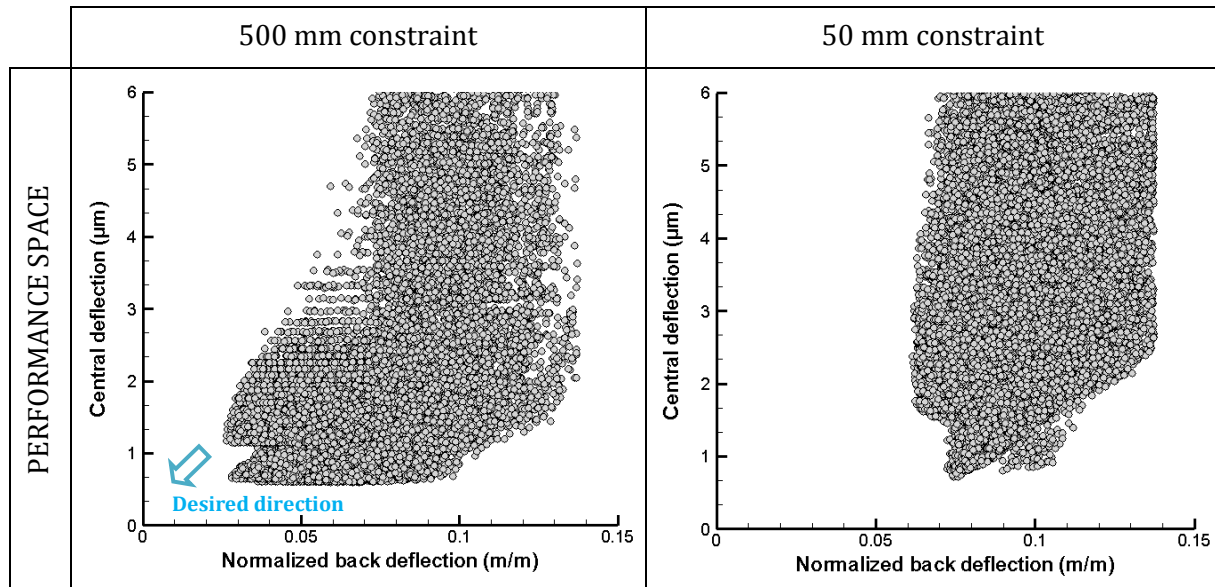 500 mm constraint
50 mm constraint
PERFORMANCE SPACE
Central deflection (µm)
6
5
4
3
2
1
0
Desired direction
0
0.05
0.1
0.15
Normalized back deflection (m/m)
Central deflection (µm)
6
5
4
3
2
1
0
0
0.05
0.1
0.15
Normalized back deflection (m/m)